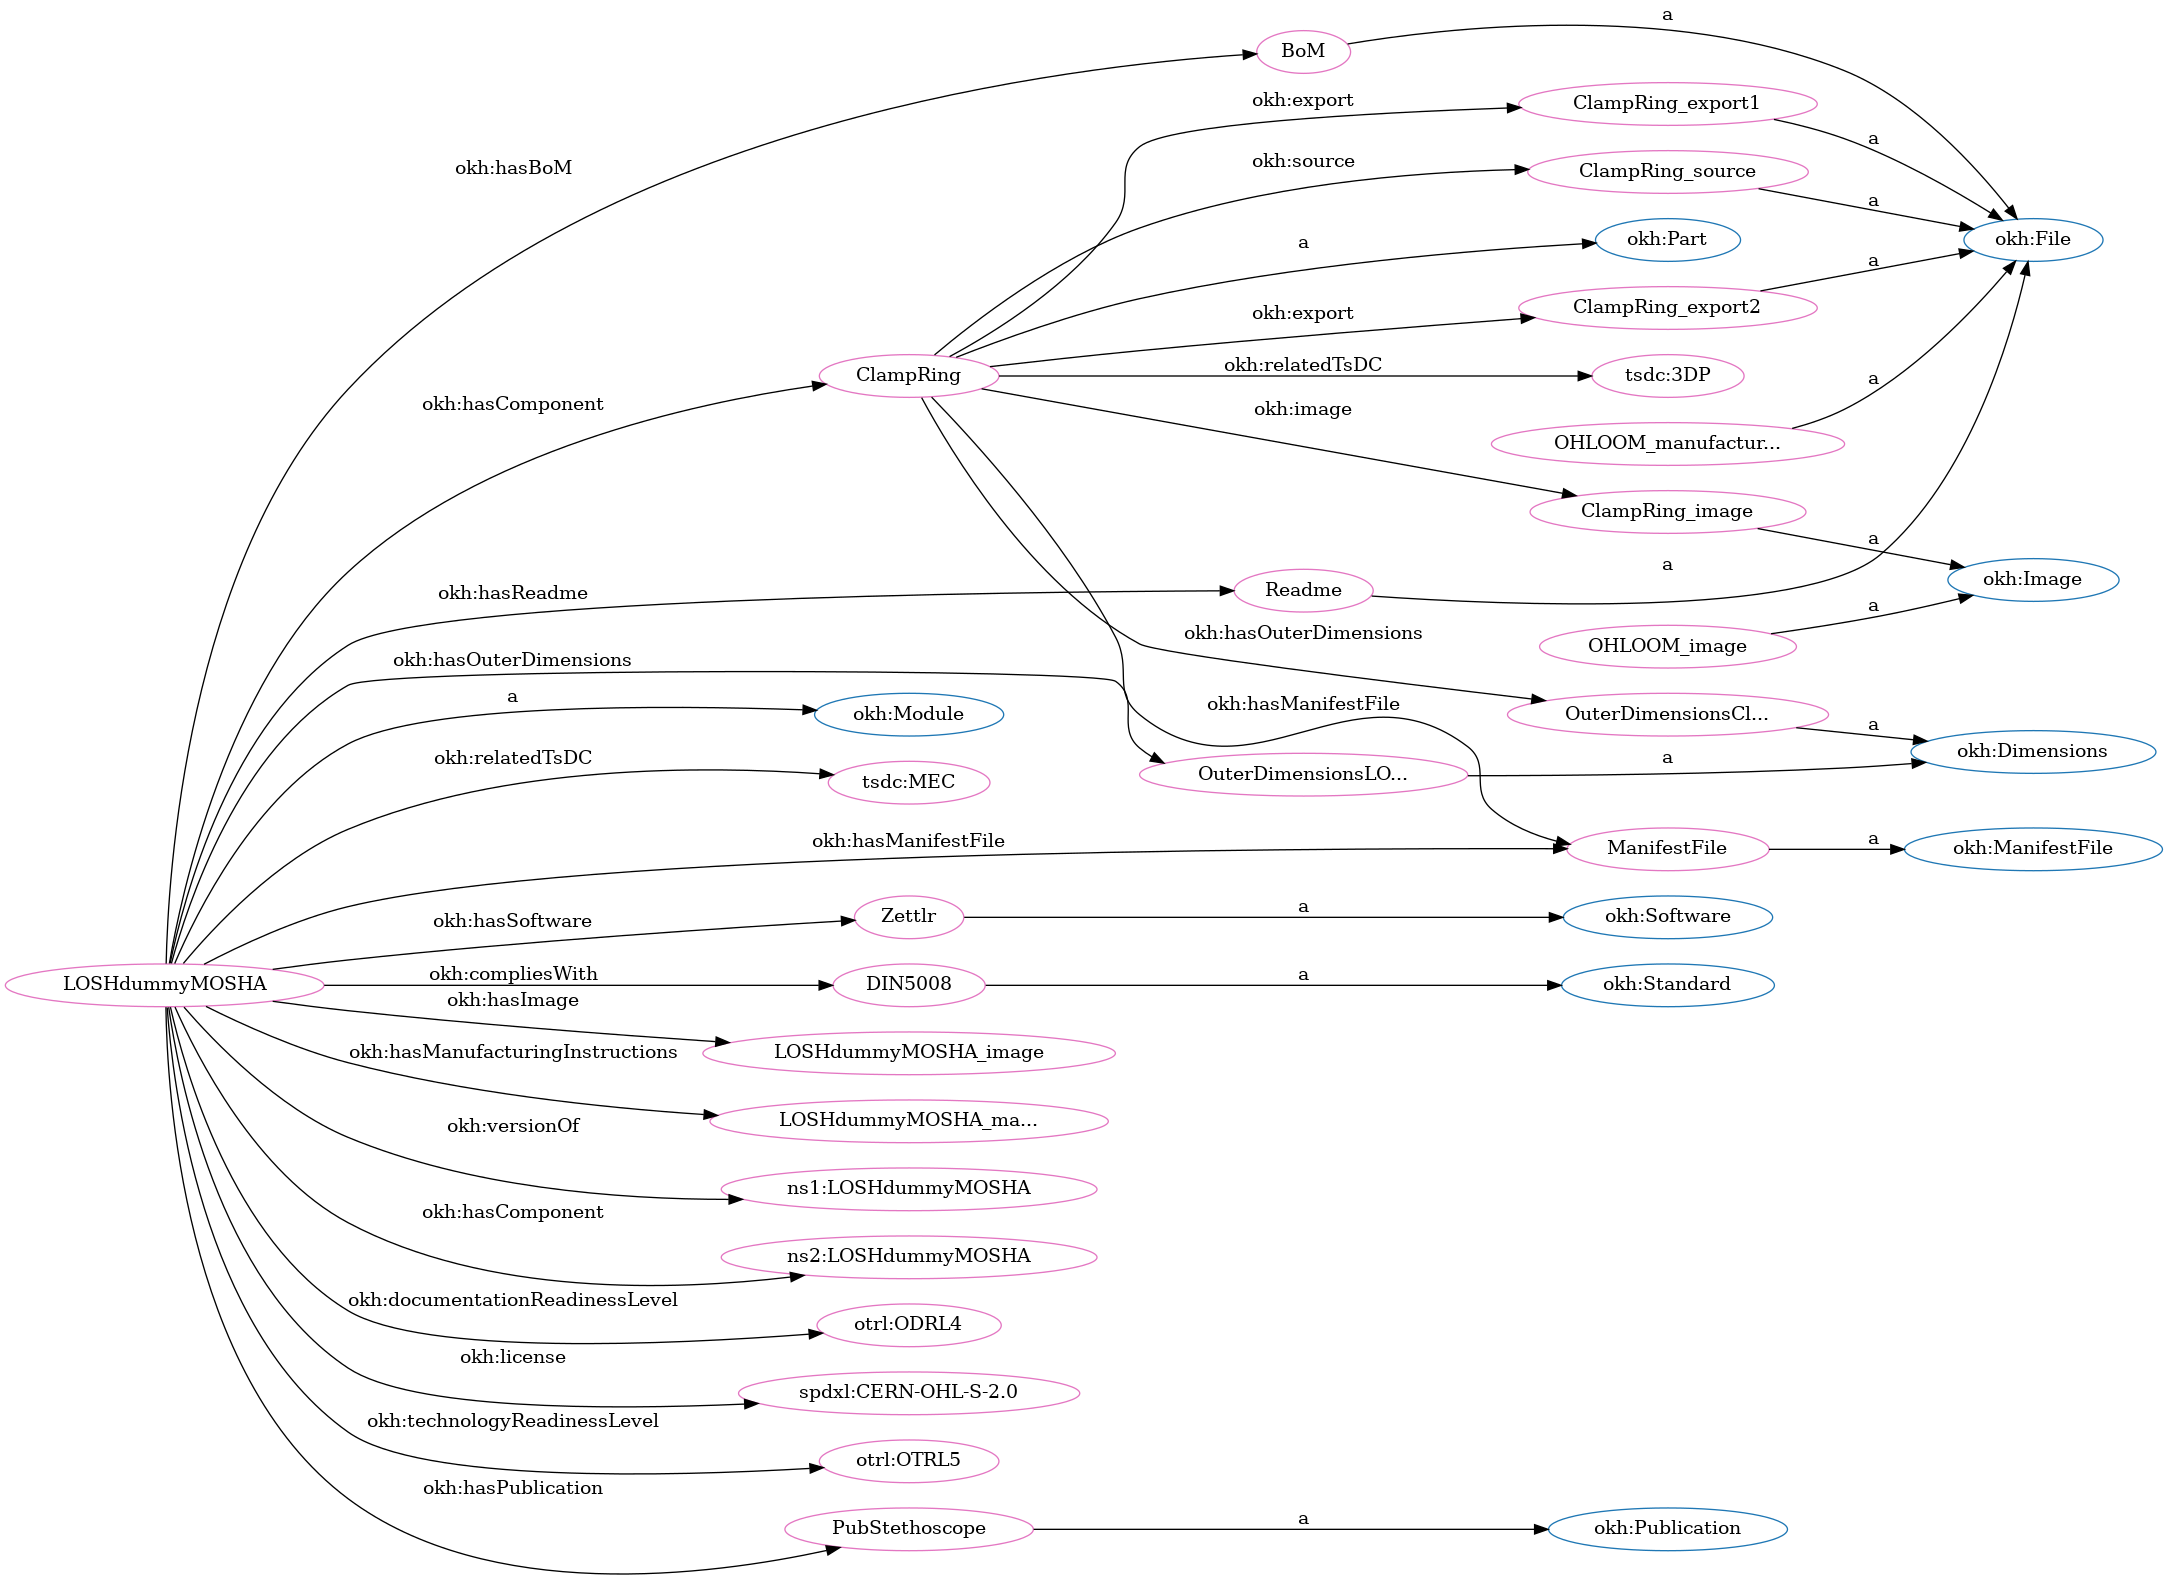 a
BoM
ClampRing_export1
okh:export
a
okh:source
okh:hasBoM
ClampRing_source
a
a
okh:Part
okh:File
a
okh:export
ClampRing_export2
okh:relatedTsDC
ClampRing
tsdc:3DP
a
okh:hasComponent
okh:image
OHLOOM_manufactur...
ClampRing_image
a
a
okh:hasReadme
Readme
okh:Image
a
okh:hasOuterDimensions
OHLOOM_image
okh:hasOuterDimensions
a
okh:hasManifestFile
okh:Module
OuterDimensionsCl...
a
okh:relatedTsDC
a
okh:Dimensions
tsdc:MEC
OuterDimensionsLO...
okh:hasManifestFile
ManifestFile
a
okh:ManifestFile
okh:hasSoftware
Zettlr
a
okh:Software
LOSHdummyMOSHA
okh:compliesWith
DIN5008
a
okh:Standard
okh:hasImage
okh:hasManufacturingInstructions
LOSHdummyMOSHA_image
okh:versionOf
LOSHdummyMOSHA_ma...
ns1:LOSHdummyMOSHA
okh:hasComponent
ns2:LOSHdummyMOSHA
okh:documentationReadinessLevel
otrl:ODRL4
okh:license
spdxl:CERN-OHL-S-2.0
okh:technologyReadinessLevel
otrl:OTRL5
okh:hasPublication
PubStethoscope
a
okh:Publication